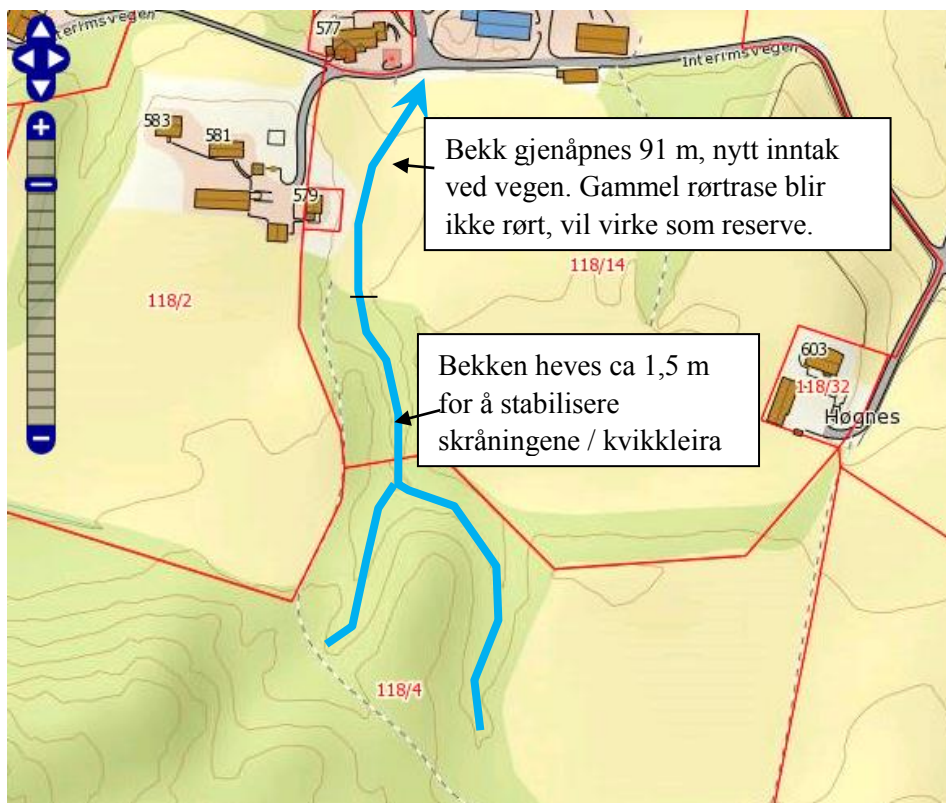 Interimsvegen
577
Interimsvegen
583
581
579
Bekk gjenåpnes 91 m, nytt inntak
ved vegen. Gammel rørtrase blir
ikke rørt, vil virke som reserve.
118/14
118/2
Bekken heves ca 1,5 m
for å stabilisere
skråningene / kvikkleira
603
118/32
Høgnes
118/4